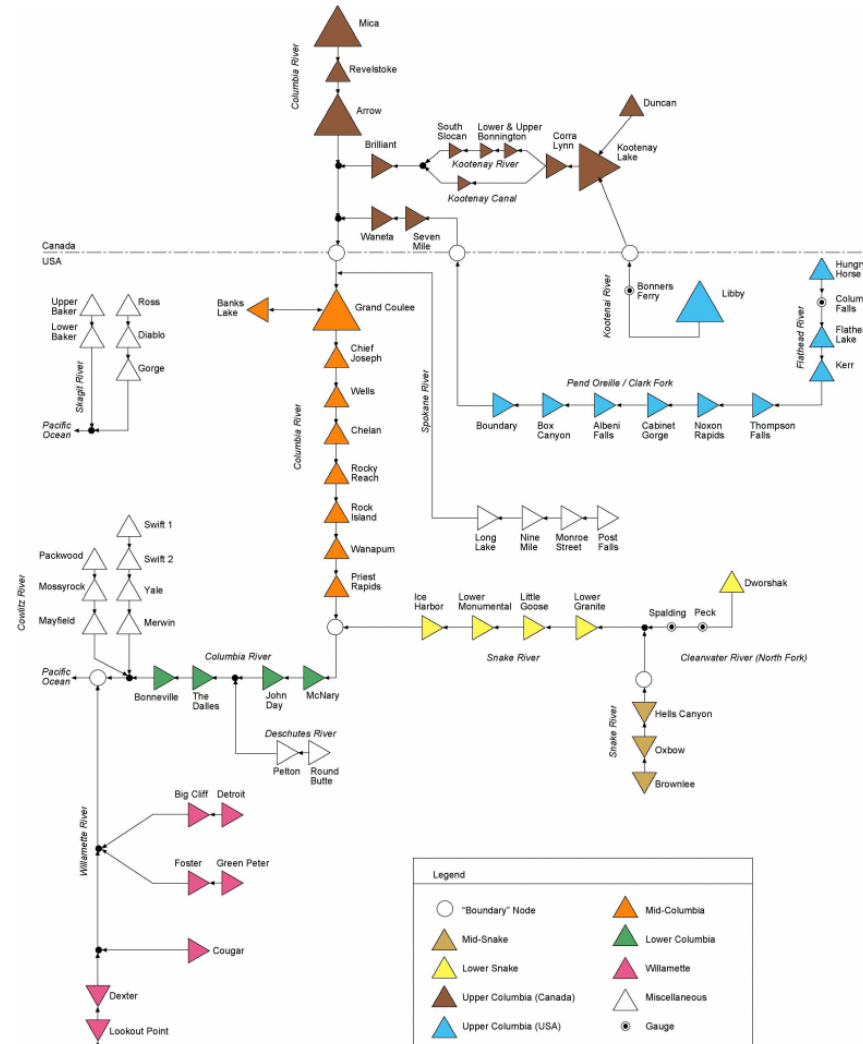 Mica
Columbia River
Revelstoke
Arrow
Duncan
South
Slocan
Lower & Upper
Bonnington
Corra
Lynn
Kootenay
Lake
Brilliant
Kootenay River
Kootenay Canal
Waneta
Seven
Mile
Canada
USA
Hungry
Horse
Banks
Lake
Grand Coulee
Kootenai River
Bonners
Ferry
Libby
Flathead River
Falls
Lake
Kerr
Upper
Baker
Ross
Lower
Baker
Diablo
Gorge
Skagit River
Pacific
Ocean
Chief
Joseph
Wells
Columbia River
Chelan
Rocky
Reach
Rock
Island
Wanapum
Priest
Rapids
Spokane River
Pend Oreille / Clark Fork
Boundary
Box
Canyon
Albeni
Falls
Cabinet
Gorge
Noxon
Rapids
Thompson
Falls
Long
Lake
Nine
Mile
Monroe
Street
Post
Falls
Swift 1
Packwood
Swift 2
Cowlitz River
Mossyrock
Yale
Mayfield
Merwin
Ice
Harbor
Lower
Monumental
Little
Goose
Lower
Granite
Dworshak
Spalding
Peck
Snake River
Clearwater River (North Fork)
Columbia River
Pacific
Ocean
Bonneville
The
Dalles
John
Day
McNary
Deschutes River
Pelton
Round
Butte
Snake River
Hells Canyon
Oxbow
Brownlee
Willamette River
Big Cliff
Detroit
Foster
Green Peter
Cougar
Dexter
Lookout Point
Legend
"Boundary" Node
Mid-Columbia
Mid-Snake
Lower Columbia
Lower Snake
Willamette
Upper Columbia (Canada)
Miscellaneous
Upper Columbia (USA)
Gauge